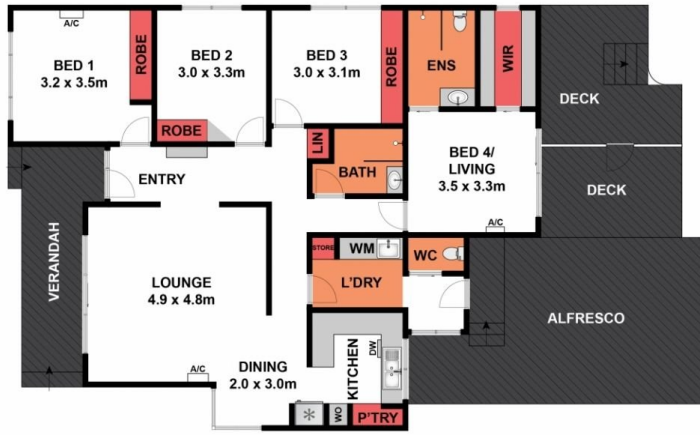 A/C
BED 1
3.2 x 3.5m
ROBE
BED 2
3.0 x 3.3m
ROBE
BED 3
3.0 x 3.1m
ROBE
ENS
WIR
DECK
LIN
BATH
BED 4/
LIVING
3.5 x 3.3m
A/C
DECK
ENTRY
VERANDAH
LOUNGE
4.9 x 4.8m
A/C
STORE
WM
WC
L'DRY
ALFRESCO
DINING
2.0 x 3.0m
KITCHEN
DW
WO
P'TRY